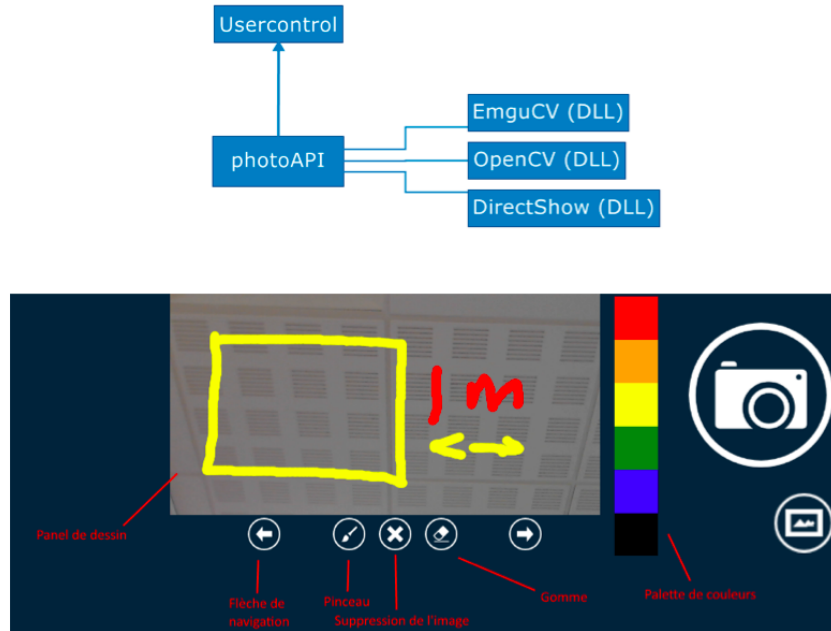 Usercontrol
EmguCV (DLL)
photoAPI
OpenCV (DLL)
DirectShow (DLL)
1 m
Panel de dessin
Flèche de
navigation
Pinceau
Suppression de l'image
Gomme
Palette de couleurs